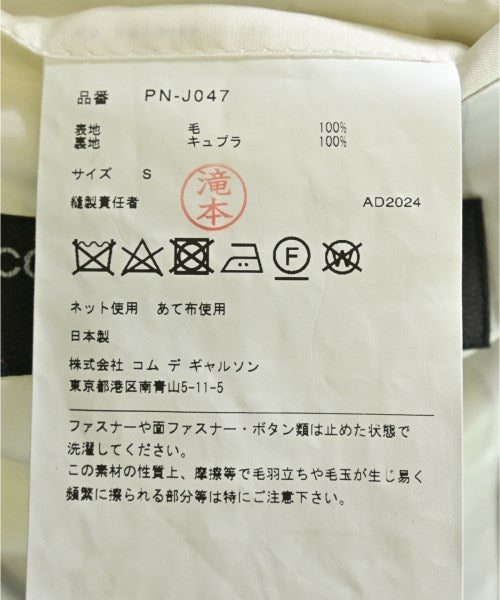 品番 PN-J047
表地 毛 100%
裏地 キュプラ 100%
サイズ S
滝本
縫製責任者 AD2024
F
W
ネット使用 あて布使用
日本製
株式会社 コム デ ギャルソン
東京都港区南青山5-11-5
ファスナーや面ファスナー・ボタン類は止めた状態で
洗濯してください。
この素材の性質上、摩擦等で毛羽立ちや毛玉が生じ易く
頻繁に擦られる部分等は特にご注意下さい。
CO